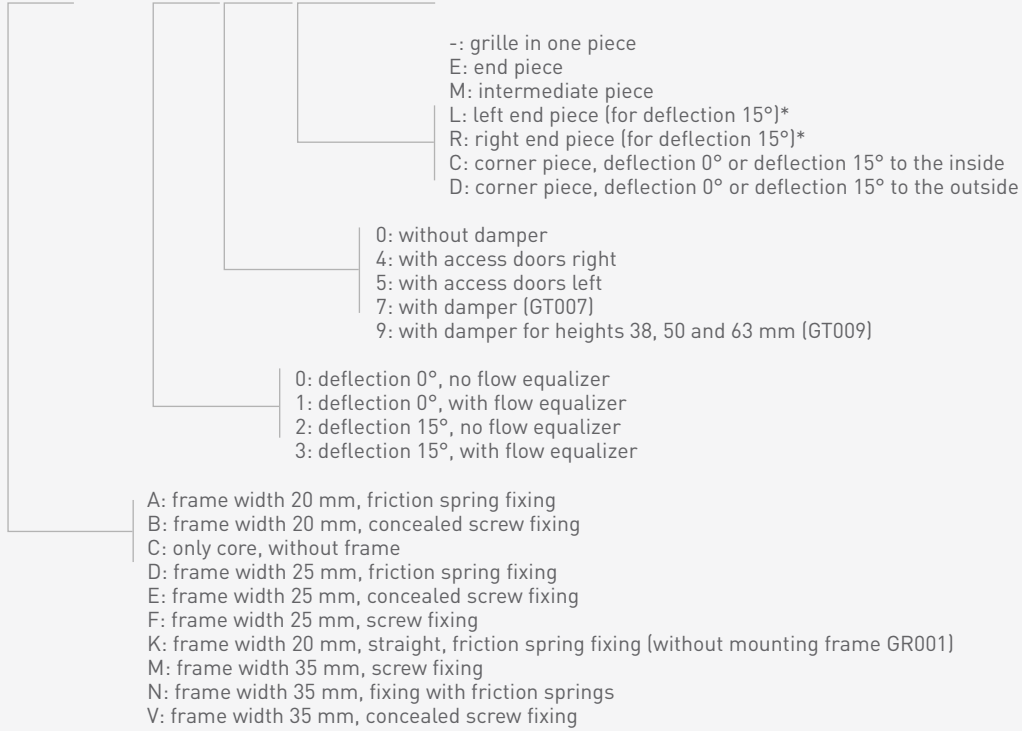 -: grille in one piece
E: end piece
M: intermediate piece
L: left end piece (for deflection 15°)*
R: right end piece (for deflection 15°)*
C: corner piece, deflection 0° or deflection 15° to the inside
D: corner piece, deflection 0° or deflection 15° to the outside
0: without damper
4: with access doors right
5: with access doors left
7: with damper (GT007)
9: with damper for heights 38, 50 and 63 mm (GT009)
0: deflection 0°, no flow equalizer
1: deflection 0°, with flow equalizer
2: deflection 15°, no flow equalizer
3: deflection 15°, with flow equalizer
A: frame width 20 mm, friction spring fixing
B: frame width 20 mm, concealed screw fixing
C: only core, without frame
D: frame width 25 mm, friction spring fixing
E: frame width 25 mm, concealed screw fixing
F: frame width 25 mm, screw fixing
K: frame width 20 mm, straight, friction spring fixing (without mounting frame GR001)
M: frame width 35 mm, screw fixing
N: frame width 35 mm, fixing with friction springs
V: frame width 35 mm, concealed screw fixing